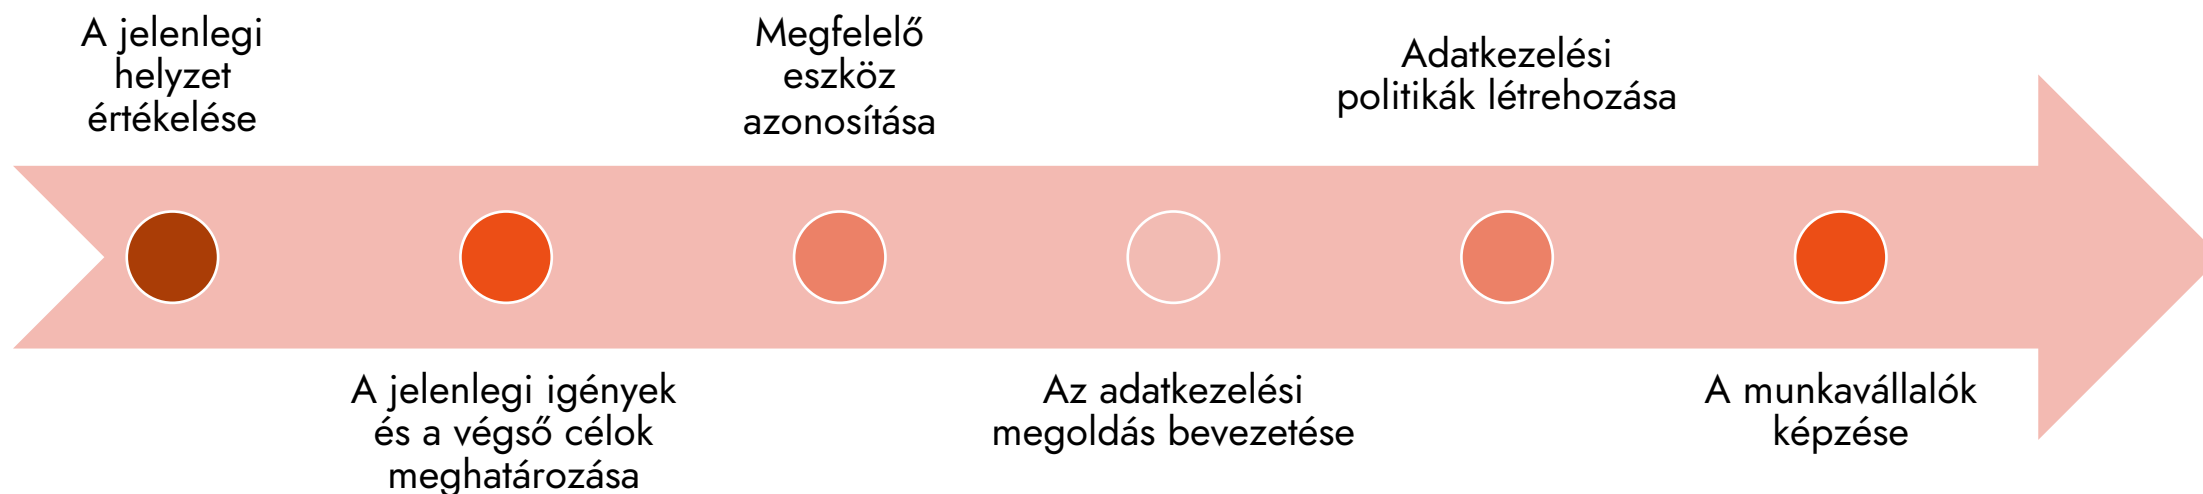 A jelenlegi
helyzet
értékelése
A jelenlegi igények
és a végső célok
meghatározása
Megfelelő
eszköz
azonosítása
Az adatkezelési
megoldás bevezetése
Adatkezelési
politikák létrehozása
A munkavállalók
képzése